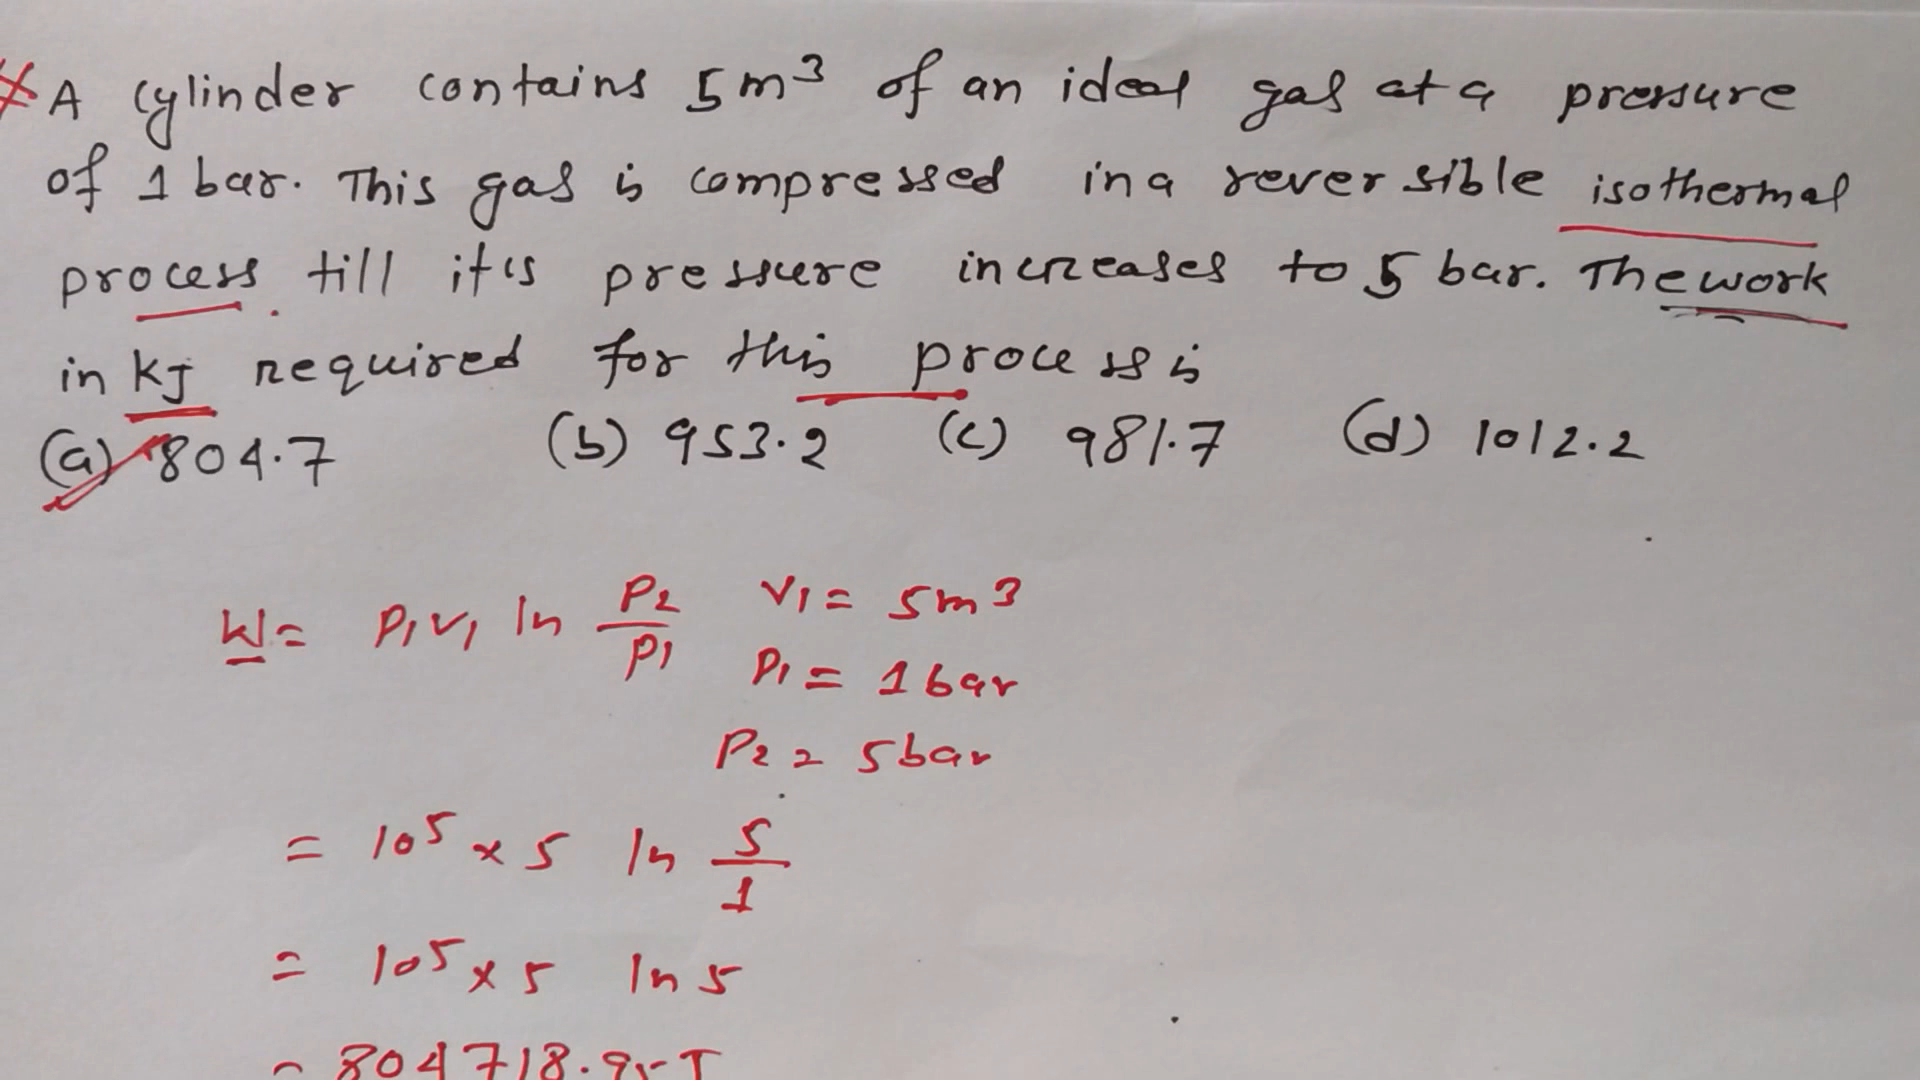 A cylinder contains 5m³ of an ideal gas at a pressure
of 1 bar. This gas is compressed in a reversible isothermal
process till it's pressure increases to 5 bar. The work
in kJ required for this process is
(a) 804.7 (b) 953.2 (c) 981.7 (d) 1012.2
W = P₁V₁ ln P₂/P₁ V₁ = 5m³
P₁ = 1 bar
P₂ = 5 bar
= 10⁵ × 5 ln 5/1
= 10⁵ × 5 ln 5
= 804718.95 J